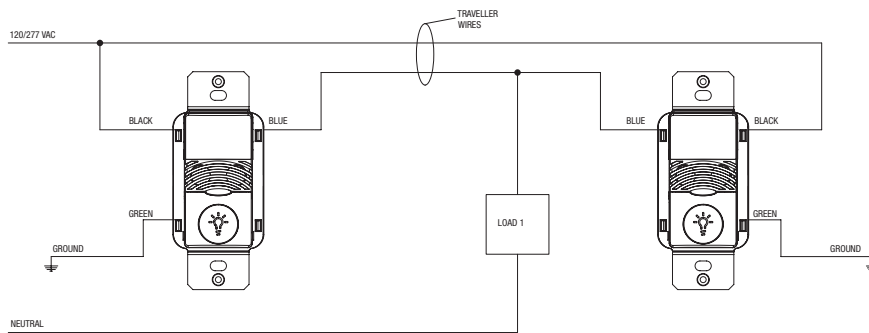 TRAVELLER
WIRES
120/277 VAC
BLACK
BLUE
BLUE
BLACK
GREEN
LOAD 1
GREEN
GROUND
GROUND
NEUTRAL